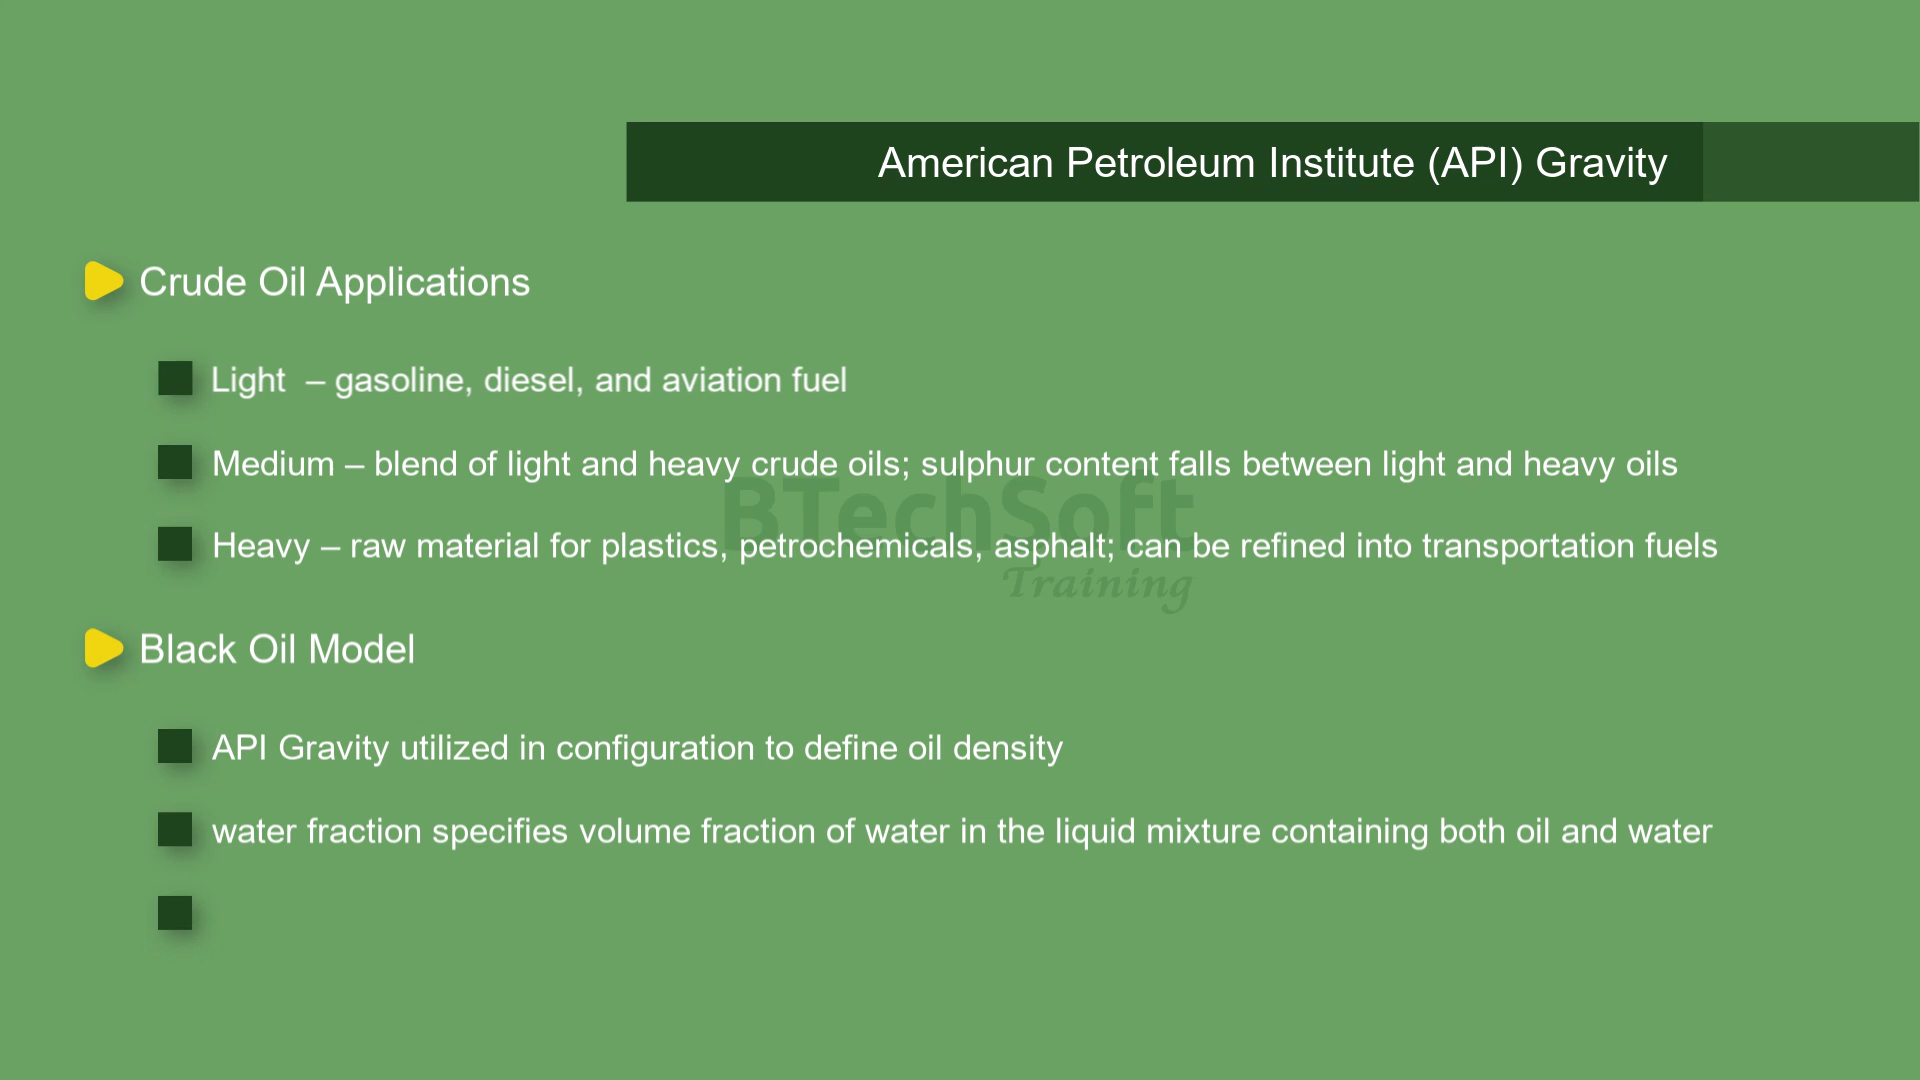 American Petroleum Institute (API) Gravity
Crude Oil Applications
Light – gasoline, diesel, and aviation fuel
Medium – blend of light and heavy crude oils; sulphur content falls between light and heavy oils
BTechSoft
Heavy – raw material for plastics, petrochemicals, asphalt; can be refined into transportation fuels
Training
Black Oil Model
API Gravity utilized in configuration to define oil density
water fraction specifies volume fraction of water in the liquid mixture containing both oil and water